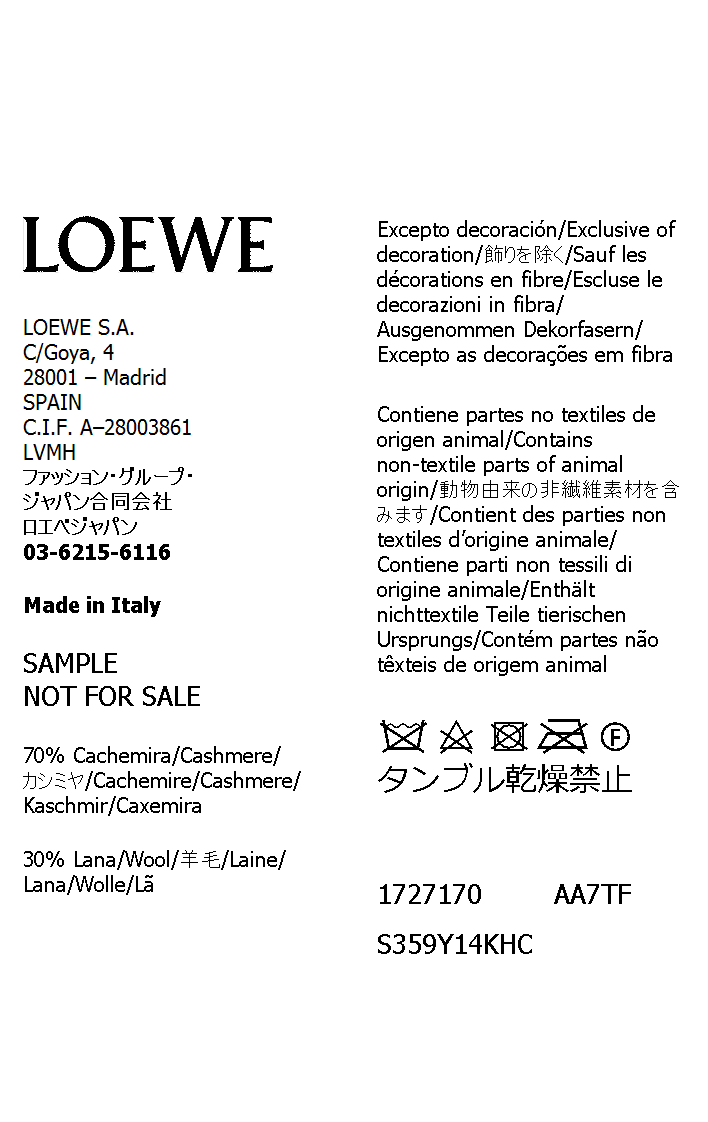 LOEWE
LOEWE S.A.
C/Goya, 4
28001 – Madrid
SPAIN
C.I.F. A–28003861
LVMH
ファッション・グループ・
ジャパン合同会社
ロエベジャパン
03-6215-6116
Made in Italy
SAMPLE
NOT FOR SALE
70% Cachemira/Cashmere/
カシミヤ/Cachemire/Cashmere/
Kaschmir/Caxemira
30% Lana/Wool/羊毛/Laine/
Lana/Wolle/Lã
Excepto decoración/Exclusive of
decoration/飾りを除く/Sauf les
décorations en fibre/Escluse le
decorazioni in fibra/
Ausgenommen Dekorfasern/
Excepto as decorações em fibra
Contiene partes no textiles de
origen animal/Contains
non-textile parts of animal
origin/動物由来の非繊維素材を含
みます/Contient des parties non
textiles d’origine animale/
Contiene parti non tessili di
origine animale/Enthält
nichttextile Teile tierischen
Ursprungs/Contém partes não
têxteis de origem animal
F
タンブル乾燥禁止
1727170 AA7TF
S359Y14KHC